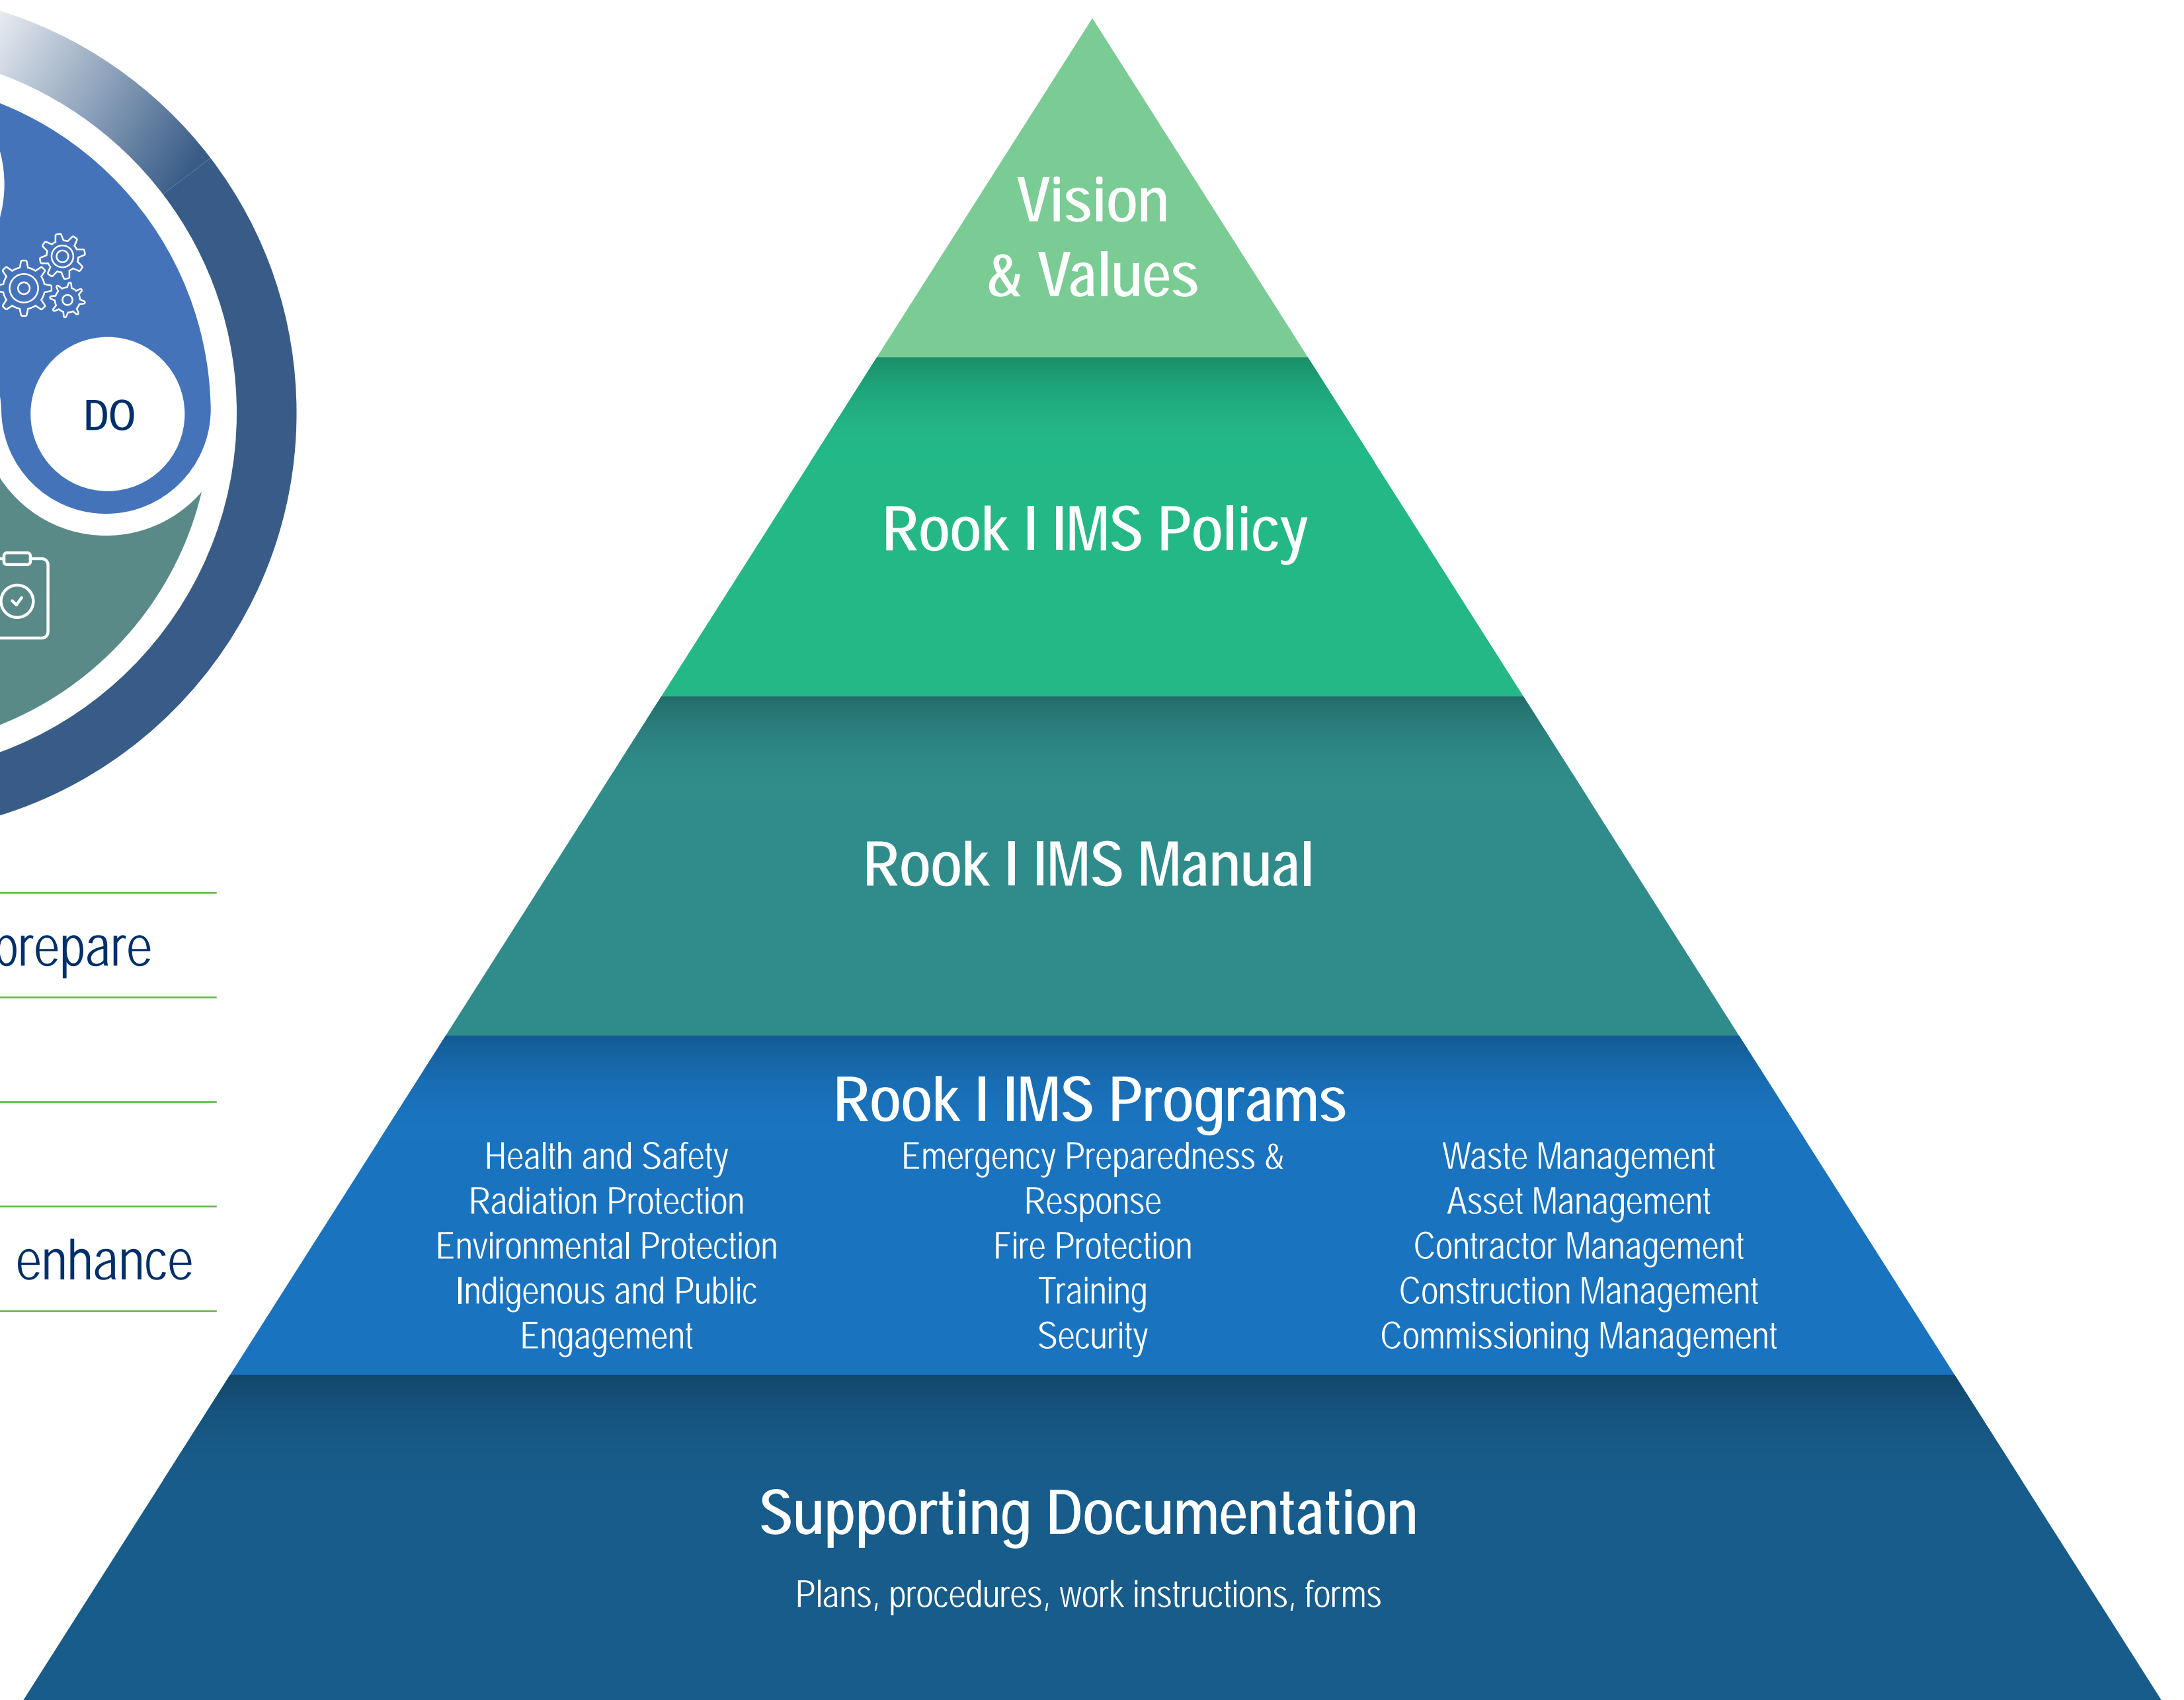 DO
prepare
enhance
Vision
& Values
Rook I IMS Policy
Rook I IMS Manual
Rook I IMS Programs
Health and Safety
Radiation Protection
Environmental Protection
Indigenous and Public
Engagement
Emergency Preparedness &
Response
Fire Protection
Training
Security
Waste Management
Asset Management
Contractor Management
Construction Management
Commissioning Management
Supporting Documentation
Plans, procedures, work instructions, forms